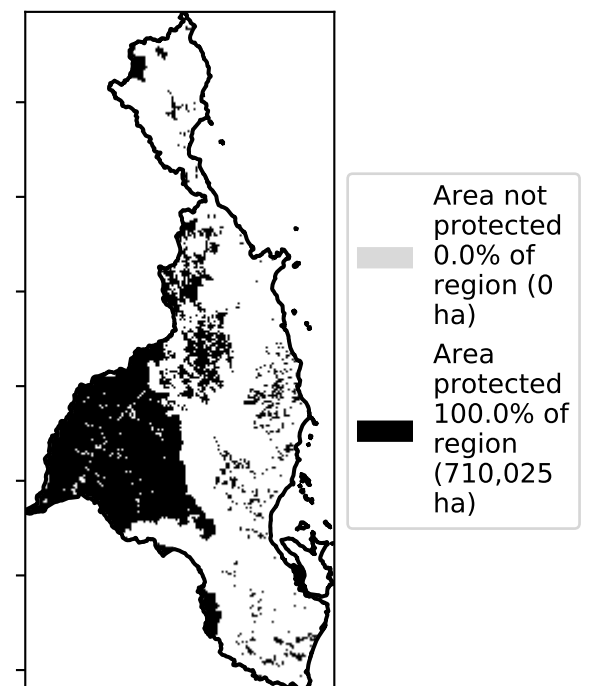 Area not
protected
0.0% of
region (0
ha)
Area
protected
100.0% of
region
(710,025
ha)